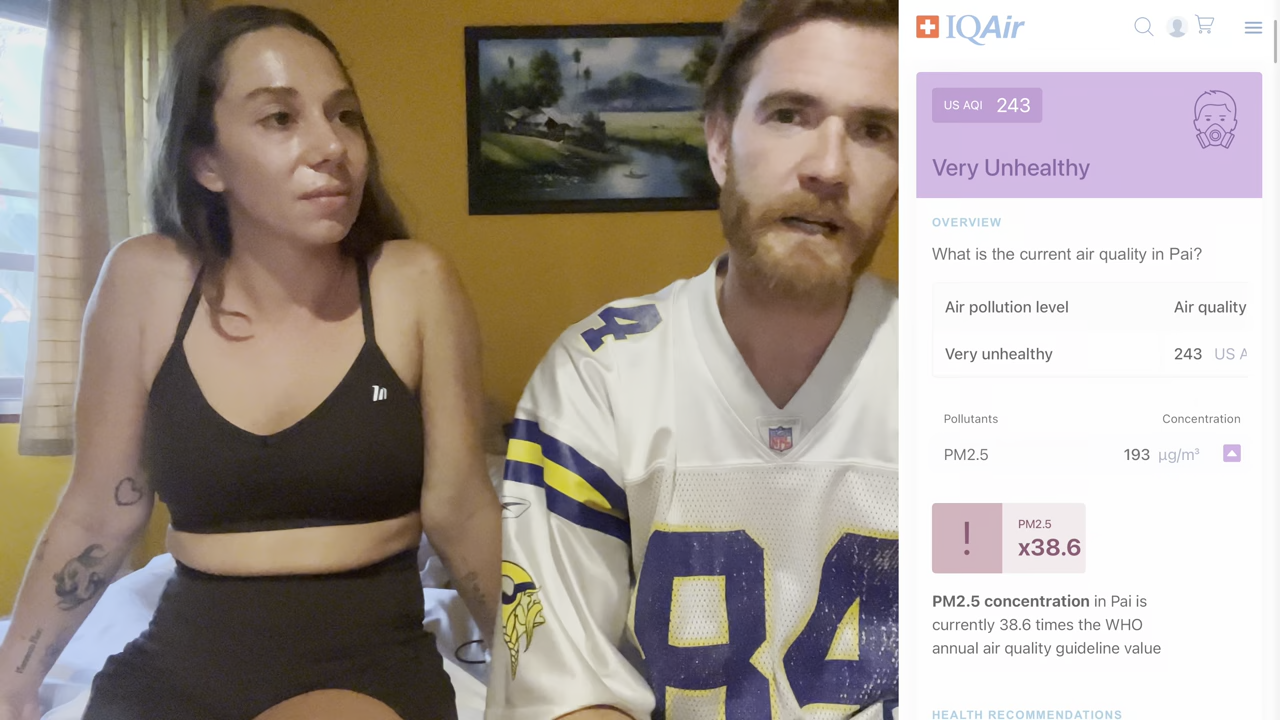 4
84
IQAir
US AQI 243
Very Unhealthy
OVERVIEW
What is the current air quality in Pai?
Air pollution level Air quality
Very unhealthy 243 US A
Pollutants Concentration
PM2.5 193 µg/m³
!
PM2.5
x38.6
PM2.5 concentration in Pai is
currently 38.6 times the WHO
annual air quality guideline value
HEALTH RECOMMENDATIONS